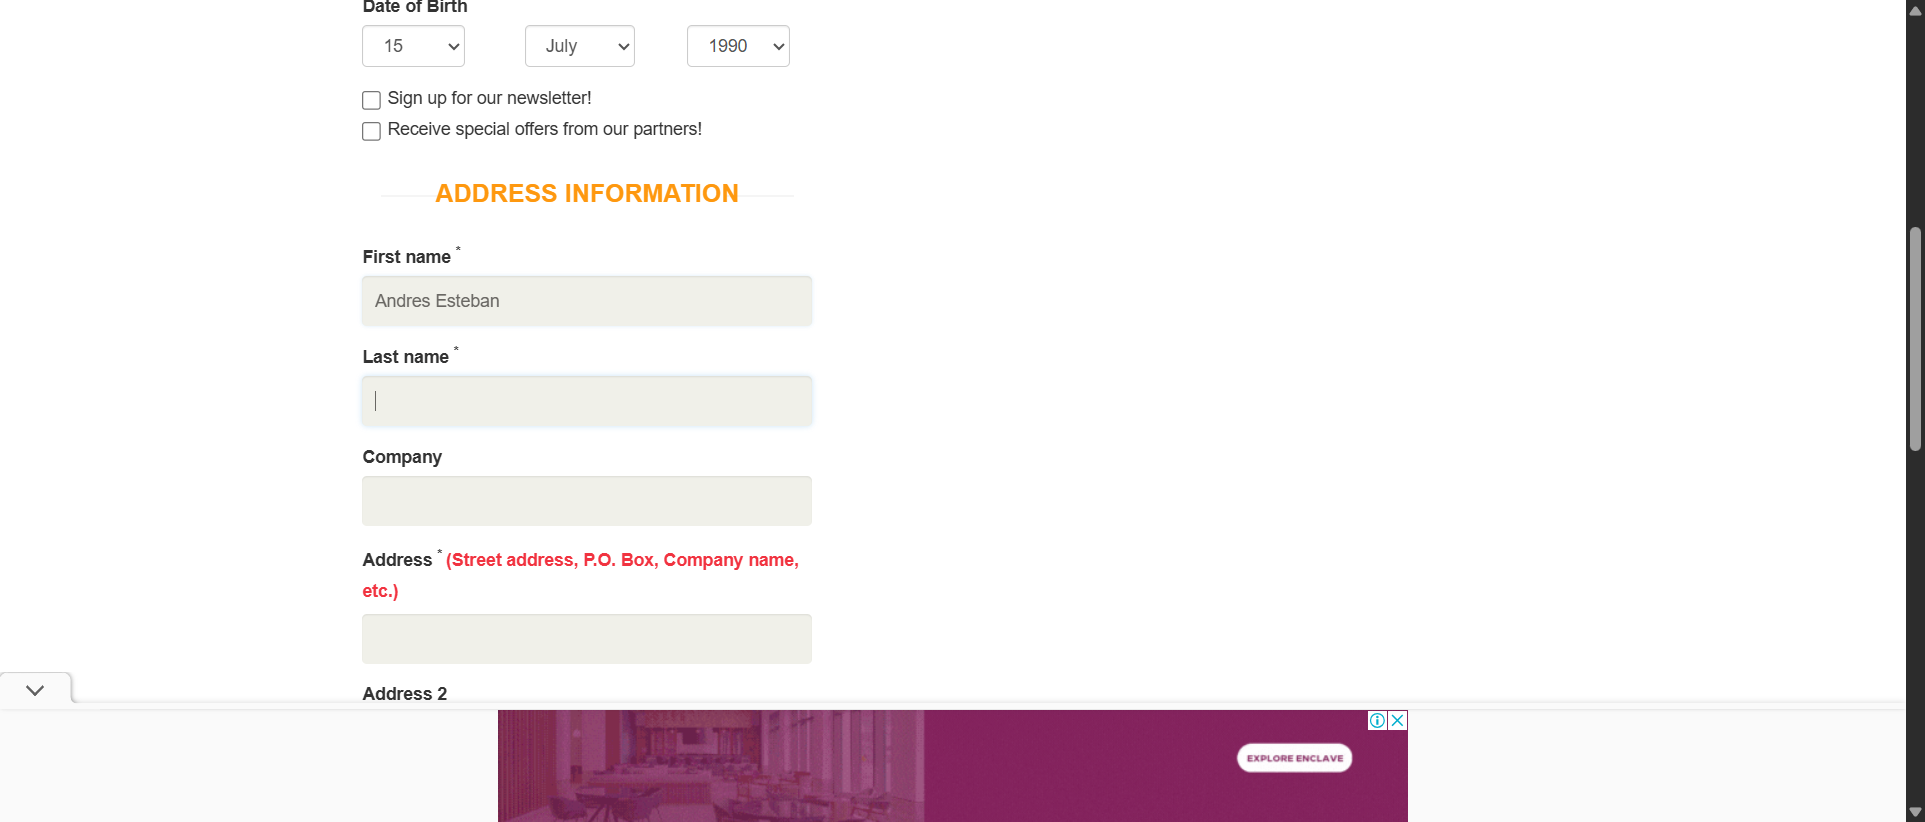 Date of Birth
15 July 1990
Sign up for our newsletter!
Receive special offers from our partners!
ADDRESS INFORMATION
First name *
Andres Esteban
Last name *
Company
Address * (Street address, P.O. Box, Company name,
etc.)
Address 2
EXPLORE ENCLAVE